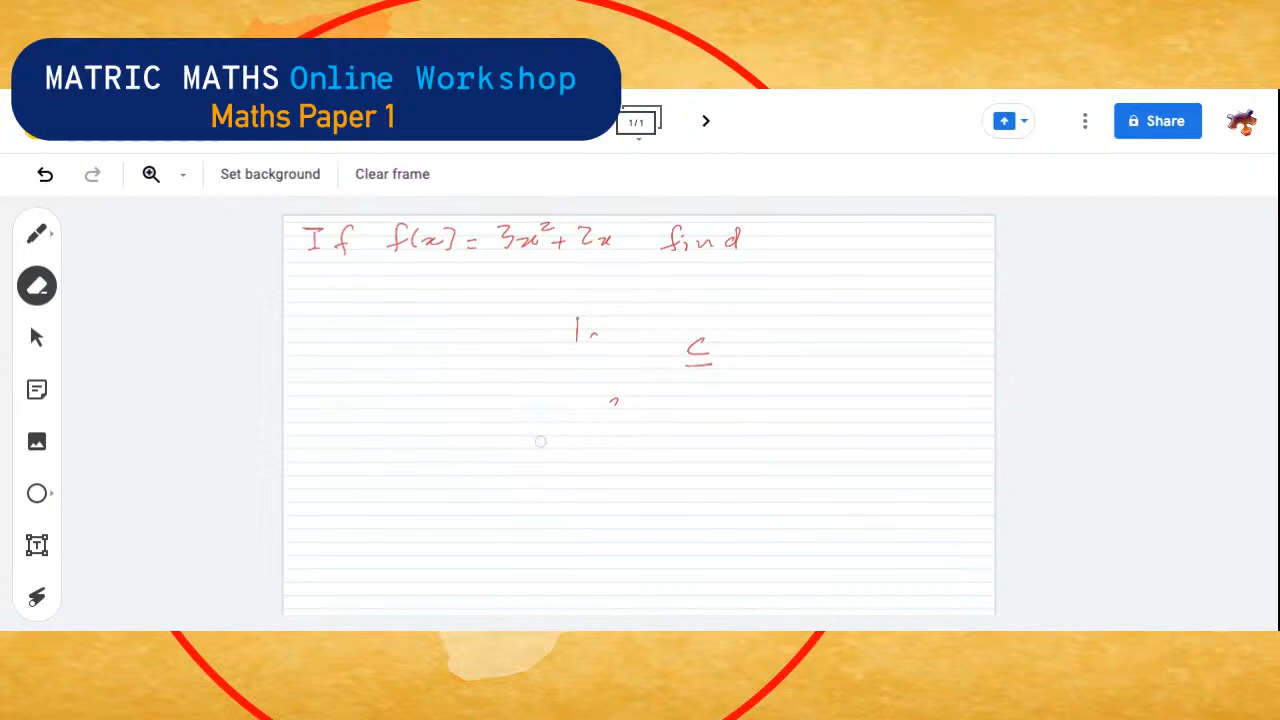 MATRIC MATHS Online Workshop
Maths Paper 1
1/1
Share
Set background
Clear frame
If f(x) = 3x² + 2x find
C
T